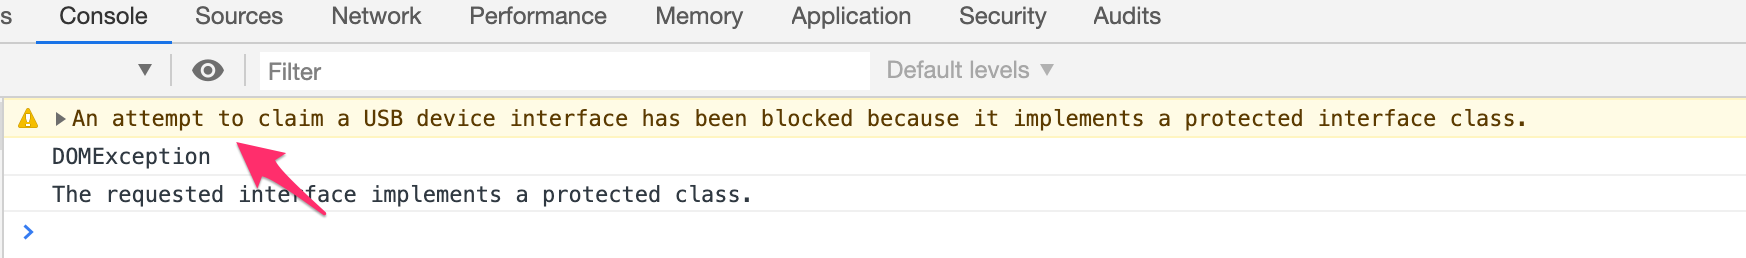 s Console Sources Network Performance Memory Application Security Audits
Filter Default levels
An attempt to claim a USB device interface has been blocked because it implements a protected interface class.
DOMException
The requested interface implements a protected class.